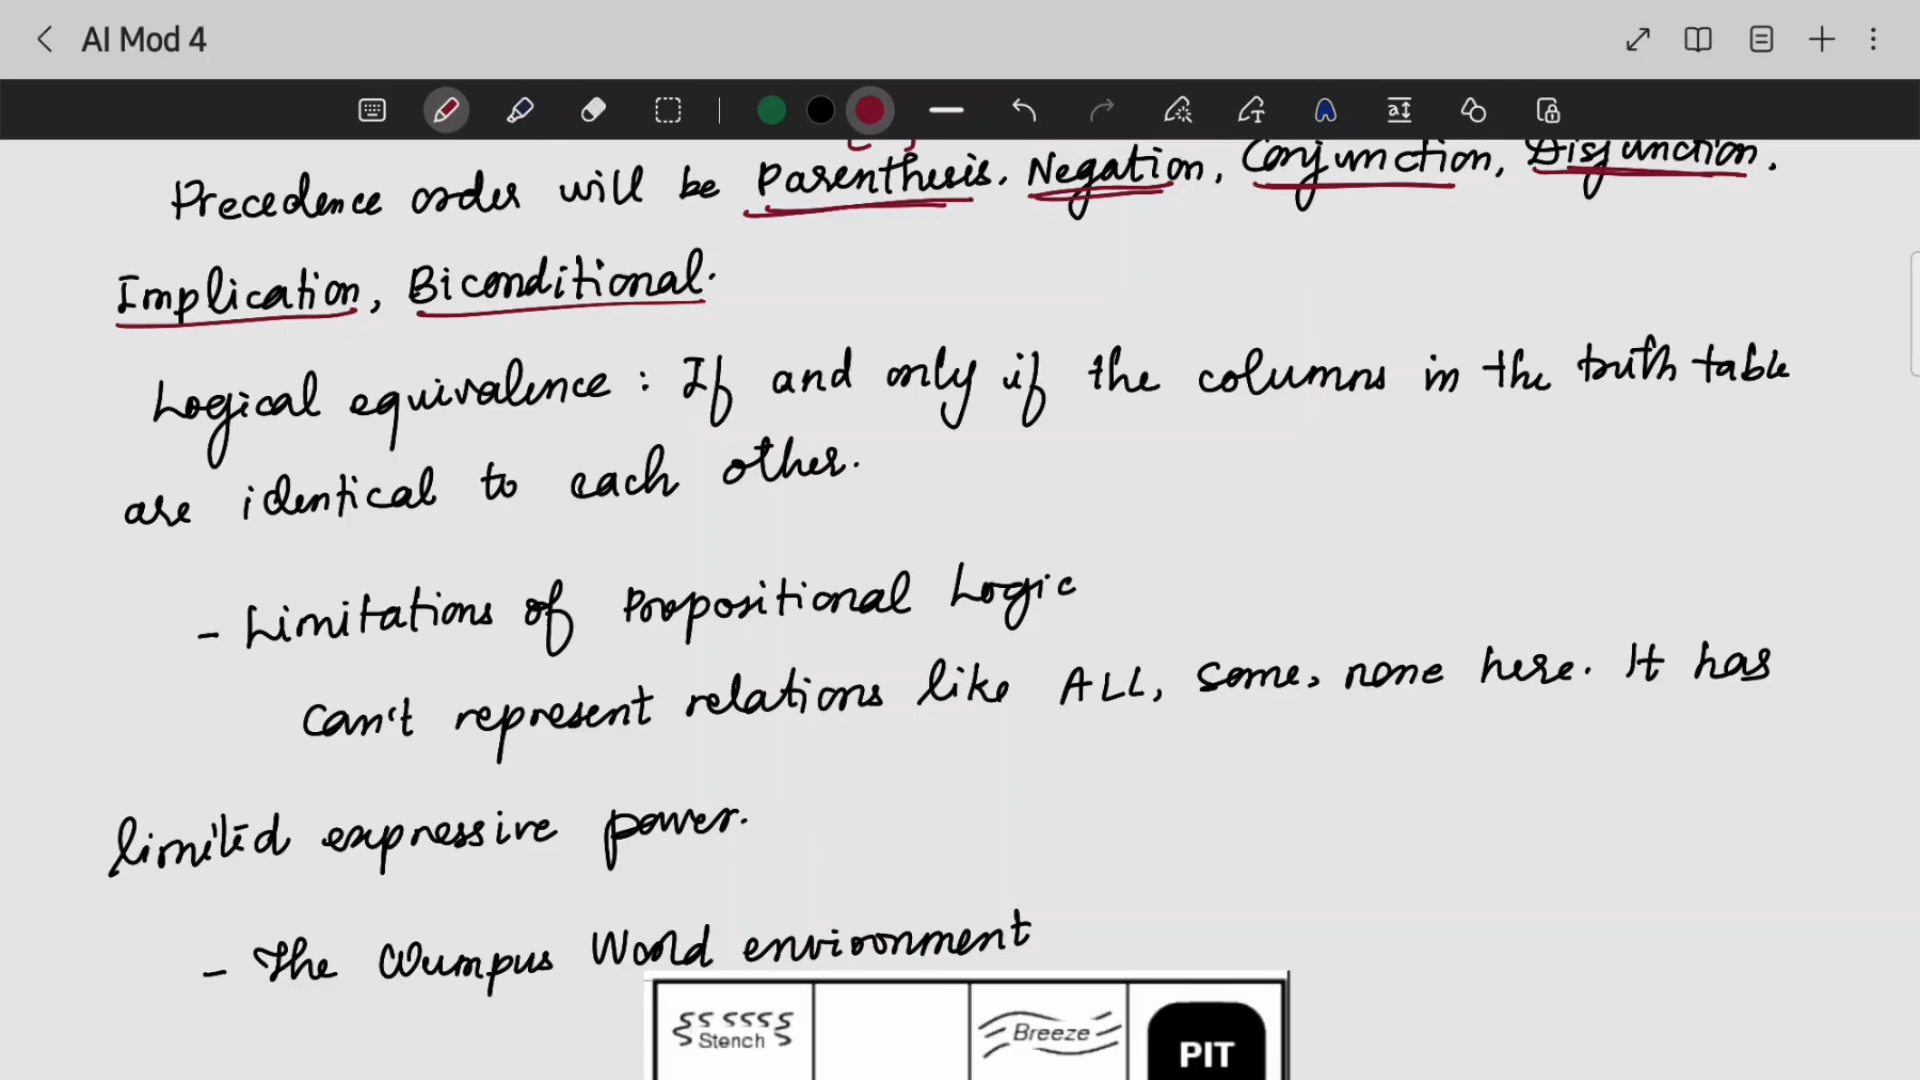 AI Mod 4
Precedence order will be Parenthesis, Negation, Conjunction, Disjunction,
Implication, Biconditional.
Logical equivalence : If and only if the columns in the truth table
are identical to each other.
- Limitations of Propositional Logic
Can't represent relations like ALL, some, none here. It has
limited expressive power.
- The Wumpus World environment
Stench Breeze PIT